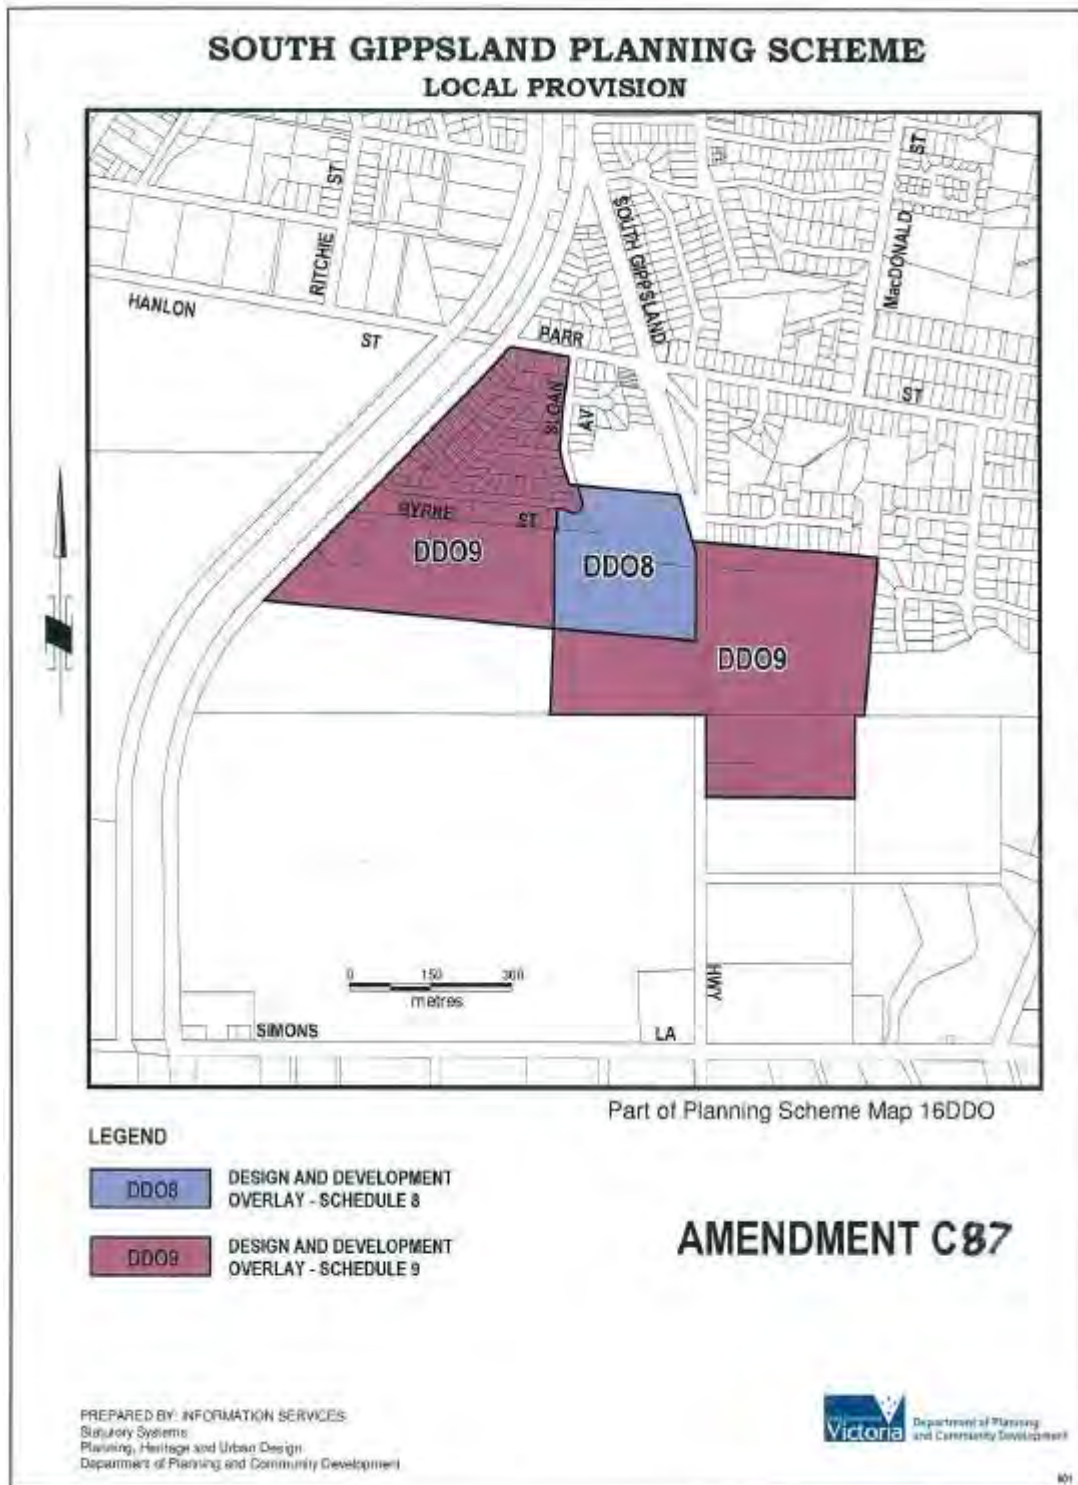 SOUTH GIPPSLAND PLANNING SCHEME
LOCAL PROVISION
ST
RITCHIE
HANLON
ST
SOUTH GIPPSLAND
ST
MacDONALD
PARR
ST
SLOAN
AV
BYRNE
ST
DDO9
DDO8
DDO9
0 150 300
metres
HWY
SIMONS
LA
Part of Planning Scheme Map 16DDO
LEGEND
DDO8
DESIGN AND DEVELOPMENT
OVERLAY - SCHEDULE 8
DDO9
DESIGN AND DEVELOPMENT
OVERLAY - SCHEDULE 9
AMENDMENT C87
PREPARED BY: INFORMATION SERVICES
Statutory Systems
Planning, Heritage and Urban Design
Department of Planning and Community Development
Victoria
Department of Planning
and Community Development
001